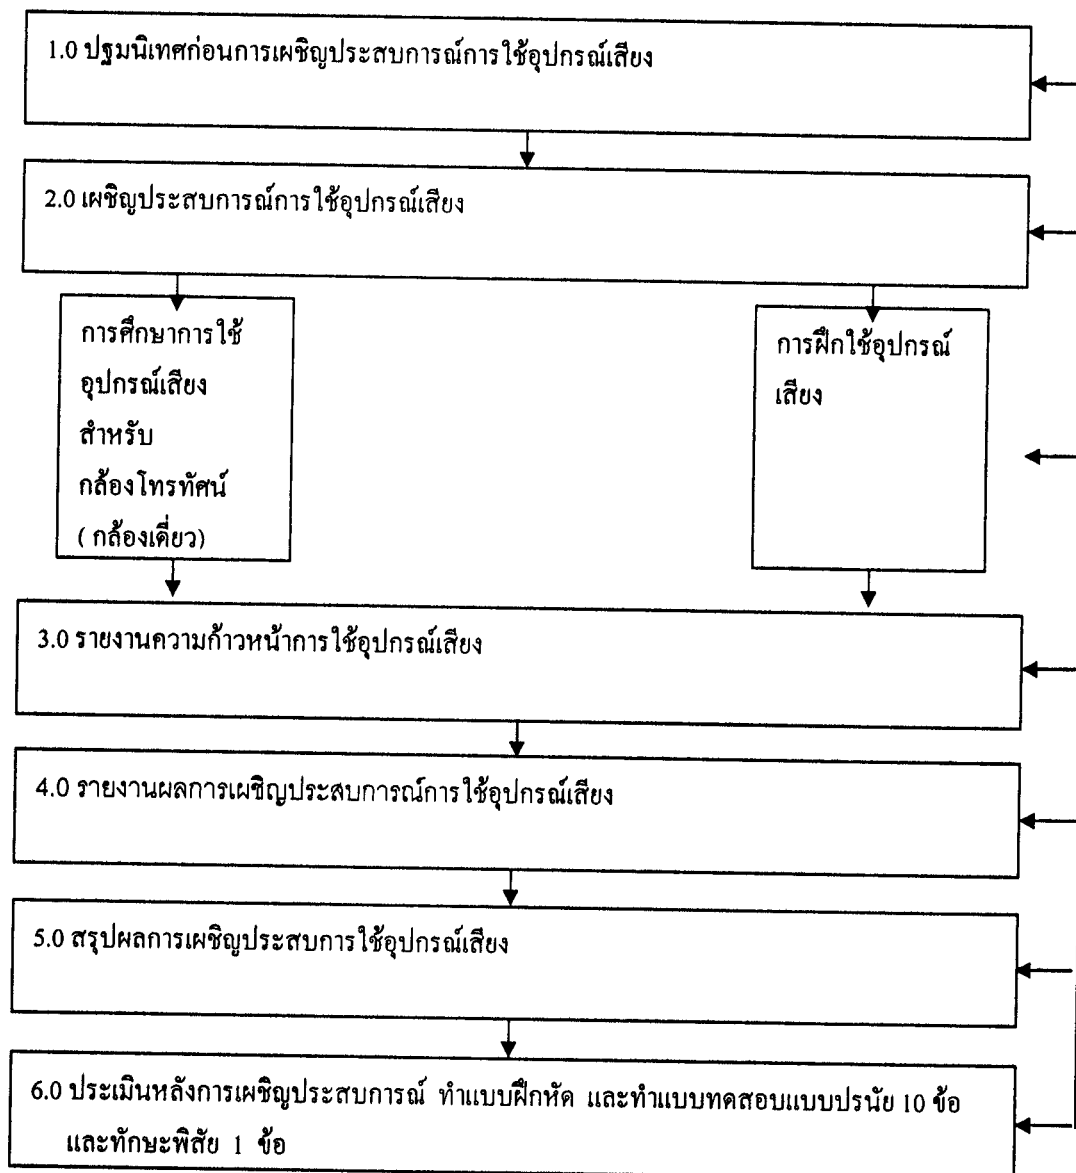 1.0 ปฐมนิเทศก่อนการเผชิญประสบการณ์การใช้อุปกรณ์เสียง
2.0 เผชิญประสบการณ์การใช้อุปกรณ์เสียง
การศึกษาการใช้
อุปกรณ์เสียง
สำหรับ
กล้องโทรทัศน์
( กล้องเดี่ยว)
การฝึกใช้อุปกรณ์
เสียง
3.0 รายงานความก้าวหน้าการใช้อุปกรณ์เสียง
4.0 รายงานผลการเผชิญประสบการณ์การใช้อุปกรณ์เสียง
5.0 สรุปผลการเผชิญประสบการใช้อุปกรณ์เสียง
6.0 ประเมินหลังการเผชิญประสบการณ์ ทำแบบฝึกหัด และทำแบบทดสอบแบบปรนัย 10 ข้อ
และทักษะพิสัย 1 ข้อ